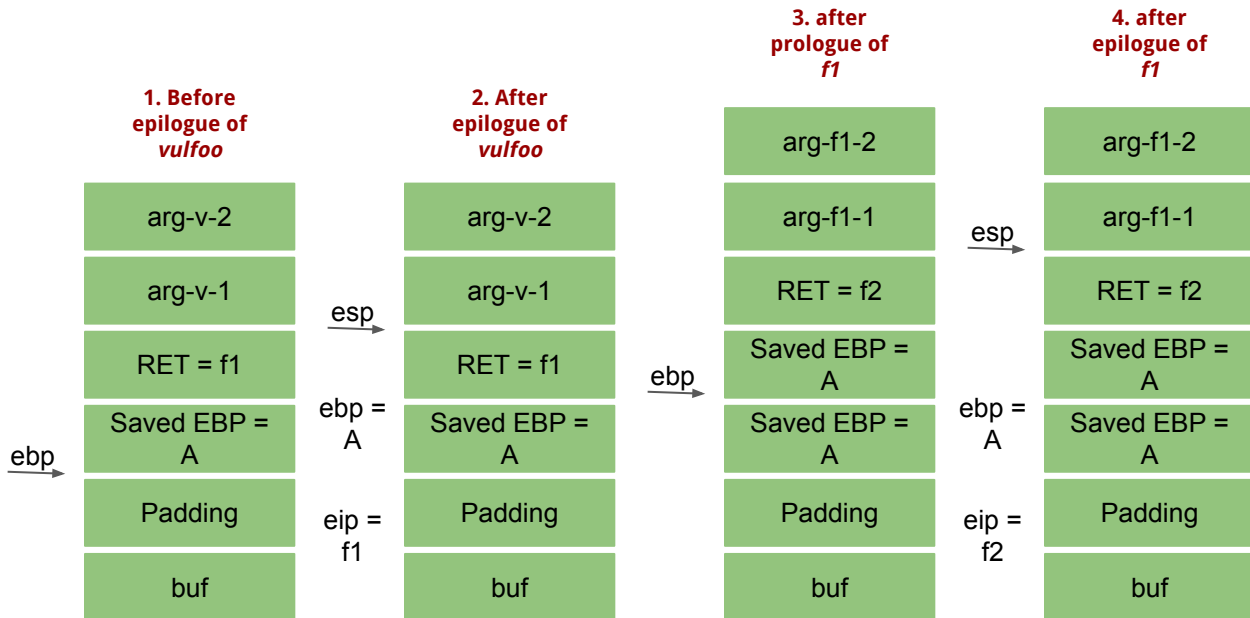 1. Before
epilogue of
vulfoo
arg-v-2
arg-v-1
RET = f1
Saved EBP =
A
Padding
buf
ebp
2. After
epilogue of
vulfoo
arg-v-2
arg-v-1
RET = f1
Saved EBP =
A
Padding
buf
esp
ebp =
A
eip =
f1
3. after
prologue of
f1
arg-f1-2
arg-f1-1
RET = f2
Saved EBP =
A
Saved EBP =
A
Padding
buf
ebp
4. after
epilogue of
f1
arg-f1-2
arg-f1-1
RET = f2
Saved EBP =
A
Saved EBP =
A
Padding
buf
esp
ebp =
A
eip =
f2